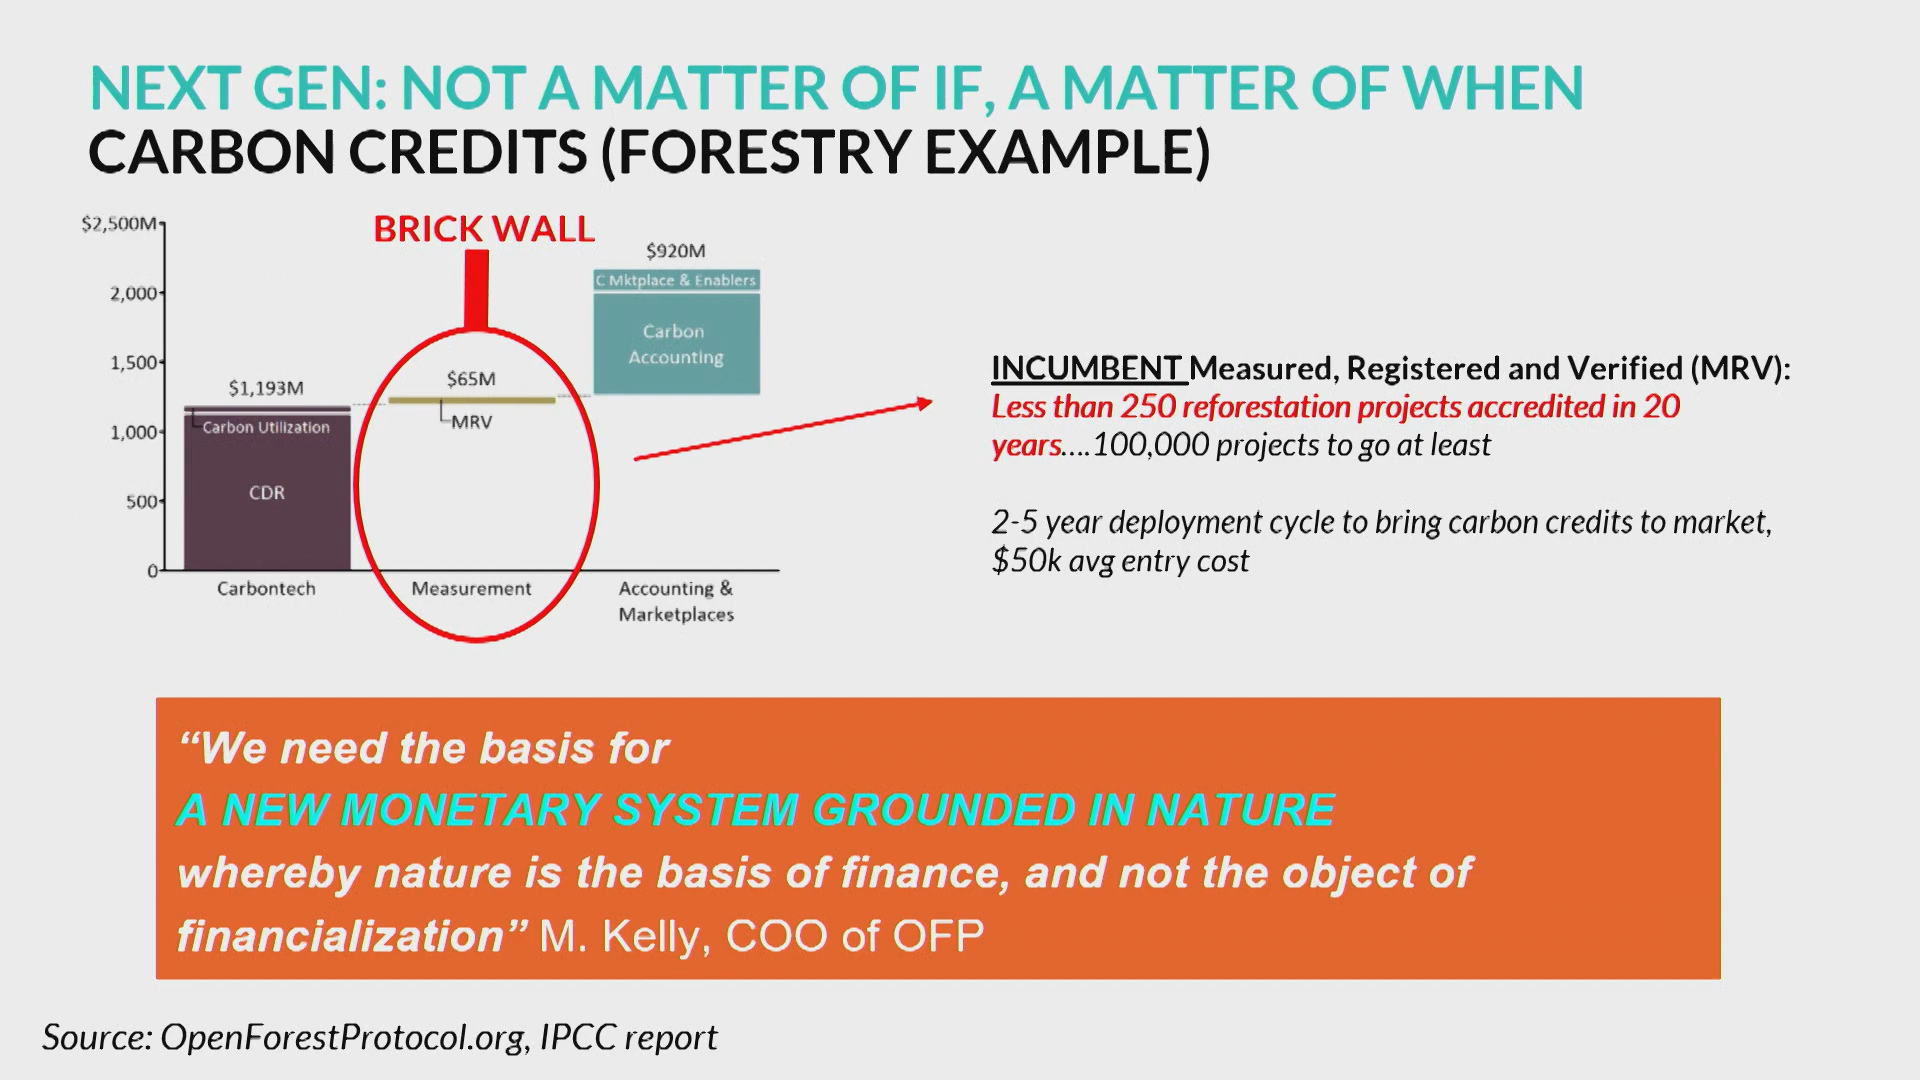 NEXT GEN: NOT A MATTER OF IF, A MATTER OF WHEN
CARBON CREDITS (FORESTRY EXAMPLE)
BRICK WALL
$2,500M
2,000
1,500
1,000
500
0
$1,193M
Carbon Utilization
CDR
Carbontech
$65M
MRV
Measurement
$920M
C Mktplace & Enablers
Carbon
Accounting
Accounting &
Marketplaces
INCUMBENT Measured, Registered and Verified (MRV):
Less than 250 reforestation projects accredited in 20
years....100,000 projects to go at least
2-5 year deployment cycle to bring carbon credits to market,
$50k avg entry cost
“We need the basis for
A NEW MONETARY SYSTEM GROUNDED IN NATURE
whereby nature is the basis of finance, and not the object of
financialization” M. Kelly, COO of OFP
Source: OpenForestProtocol.org, IPCC report